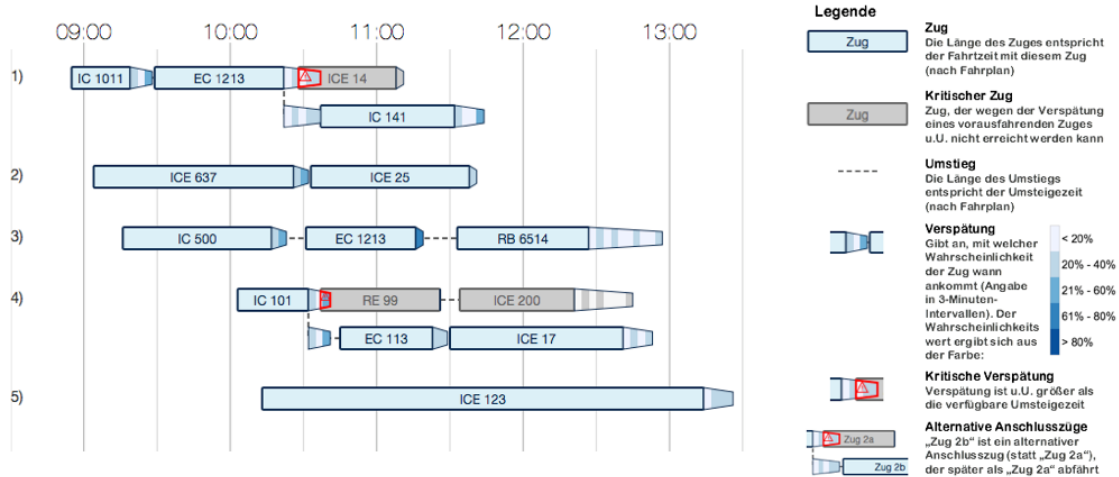 09:00 10:00 11:00 12:00 13:00
1) IC 1011 EC 1213 ICE 14
IC 141
2) ICE 637 ICE 25
3) IC 500 EC 1213 RB 6514
4) IC 101 RE 99 ICE 200
EC 113 ICE 17
5) ICE 123
Legende
Zug
Zug
Die Länge des Zuges entspricht
der Fahrtzeit mit diesem Zug
(nach Fahrplan)
Kritischer Zug
Zug
Zug, der wegen der Verspätung
eines vorausfahrenden Zuges
u.U. nicht erreicht werden kann
Umstieg
Die Länge des Umstiegs
entspricht der Umsteigezeit
(nach Fahrplan)
Verspätung
Gibt an, mit welcher
Wahrscheinlichkeit
der Zug wann
ankommt (Angabe
in 3-Minuten-
Intervallen). Der
Wahrscheinlichkeits
wert ergibt sich aus
der Farbe:
< 20%
20% - 40%
21% - 60%
61% - 80%
> 80%
Kritische Verspätung
Verspätung ist u.U. größer als
die verfügbare Umsteigezeit
Alternative Anschlusszüge
Zug 2a
„Zug 2b“ ist ein alternativer
Anschlusszug (statt „Zug 2a“),
der später als „Zug 2a“ abfährt
Zug 2b